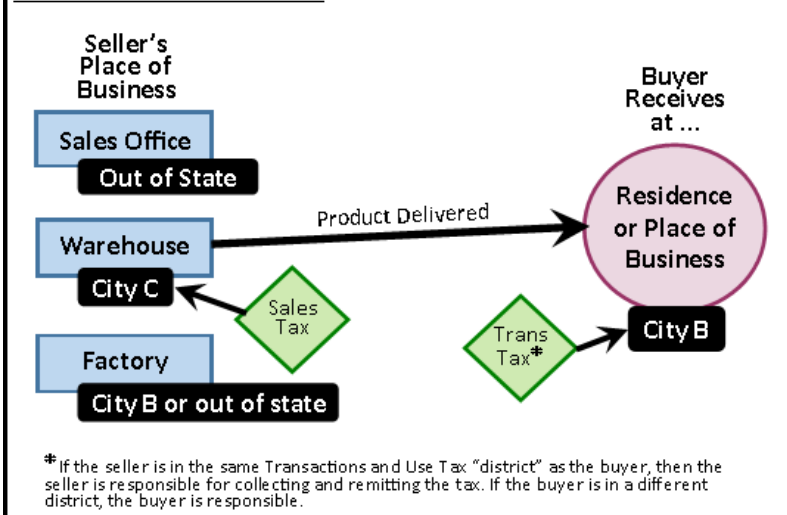 Seller's
Place of
Business
Sales Office
Out of State
Warehouse
City C
Factory
City B or out of state
Sales
Tax
Product Delivered
Trans
Tax*
Buyer
Receives
at ...
Residence
or Place of
Business
City B
*If the seller is in the same Transactions and Use Tax “district” as the buyer, then the
seller is responsible for collecting and remitting the tax. If the buyer is in a different
district, the buyer is responsible.